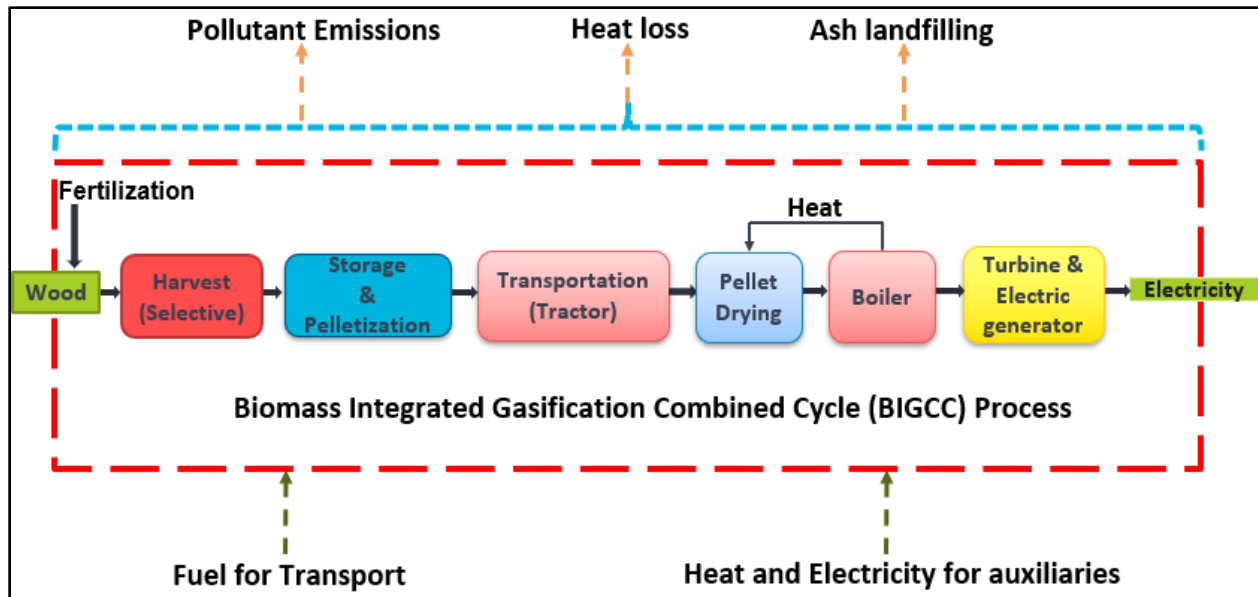 Pollutant Emissions
Heat loss
Ash landfilling
Fertilization
Heat
Wood
Harvest
(Selective)
Storage
&
Pelletization
Transportation
(Tractor)
Pellet
Drying
Boiler
Turbine &
Electric
generator
Electricity
Biomass Integrated Gasification Combined Cycle (BIGCC) Process
Fuel for Transport
Heat and Electricity for auxiliaries